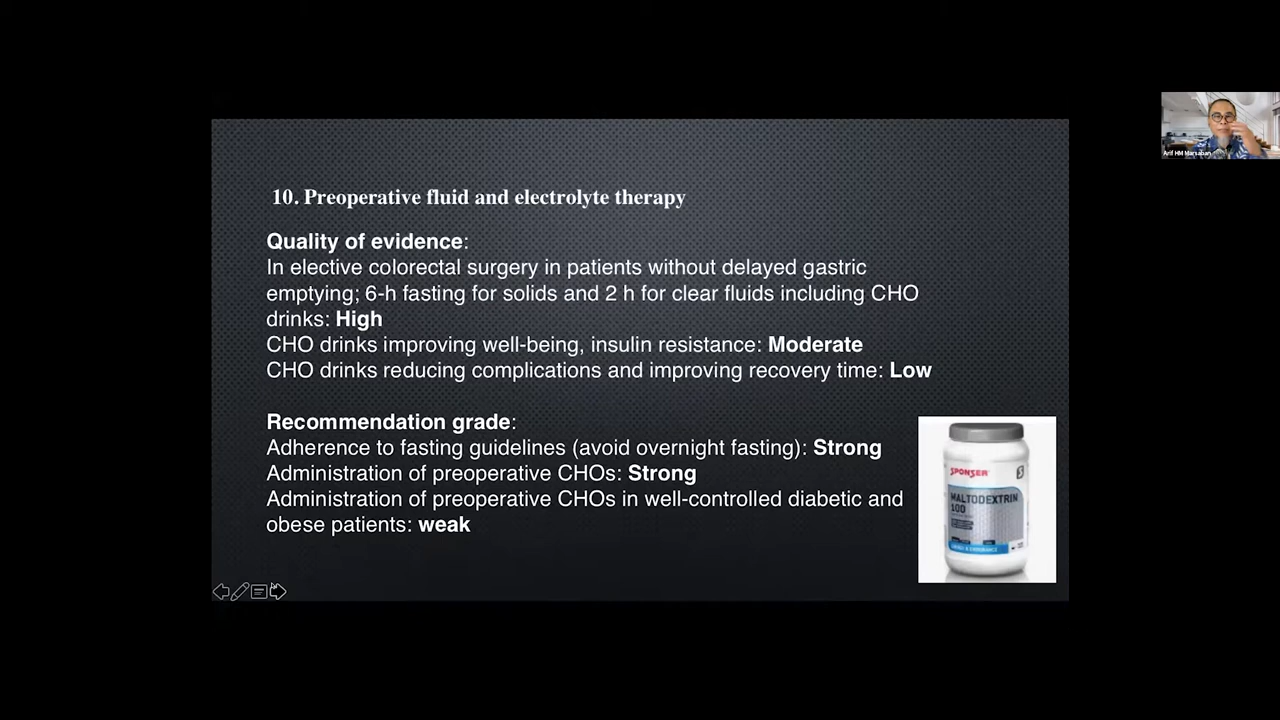 10. Preoperative fluid and electrolyte therapy
Quality of evidence:
In elective colorectal surgery in patients without delayed gastric
emptying; 6-h fasting for solids and 2 h for clear fluids including CHO
drinks: High
CHO drinks improving well-being, insulin resistance: Moderate
CHO drinks reducing complications and improving recovery time: Low
Recommendation grade:
Adherence to fasting guidelines (avoid overnight fasting): Strong
Administration of preoperative CHOs: Strong
Administration of preoperative CHOs in well-controlled diabetic and
obese patients: weak
SPONSER
MALTODEXTRIN
100
Arif HM Marsaban